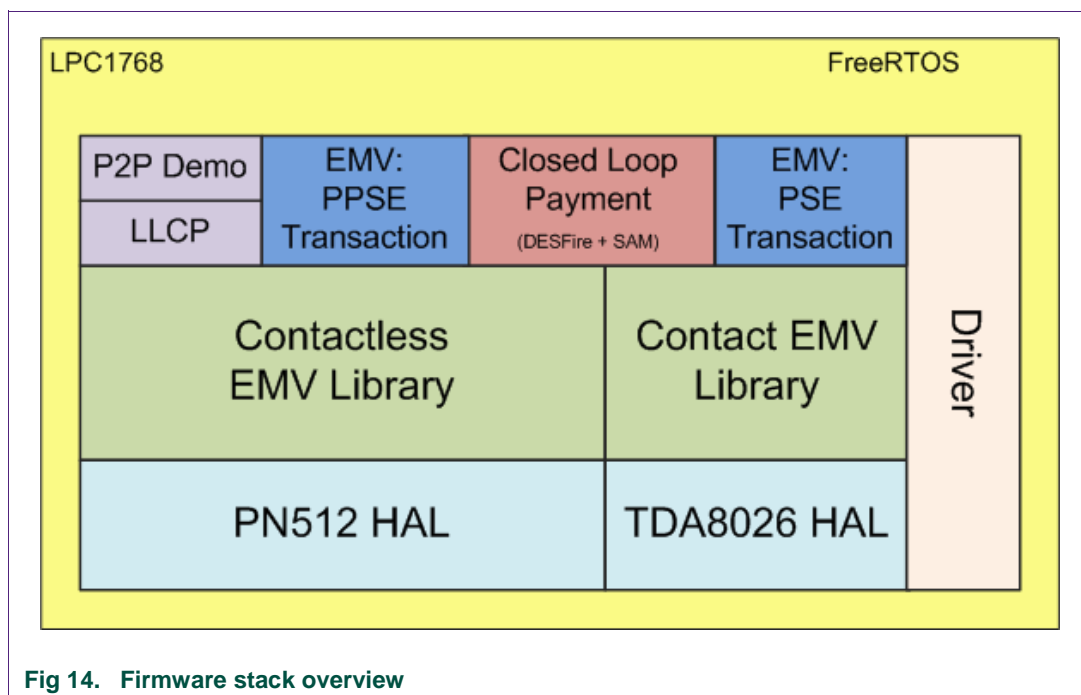 LPC1768
FreeRTOS
P2P Demo
LLCP
EMV:
PPSE
Transaction
Closed Loop
Payment
(DESFire + SAM)
EMV:
PSE
Transaction
Driver
Contactless
EMV Library
Contact EMV
Library
PN512 HAL
TDA8026 HAL
Fig 14. Firmware stack overview